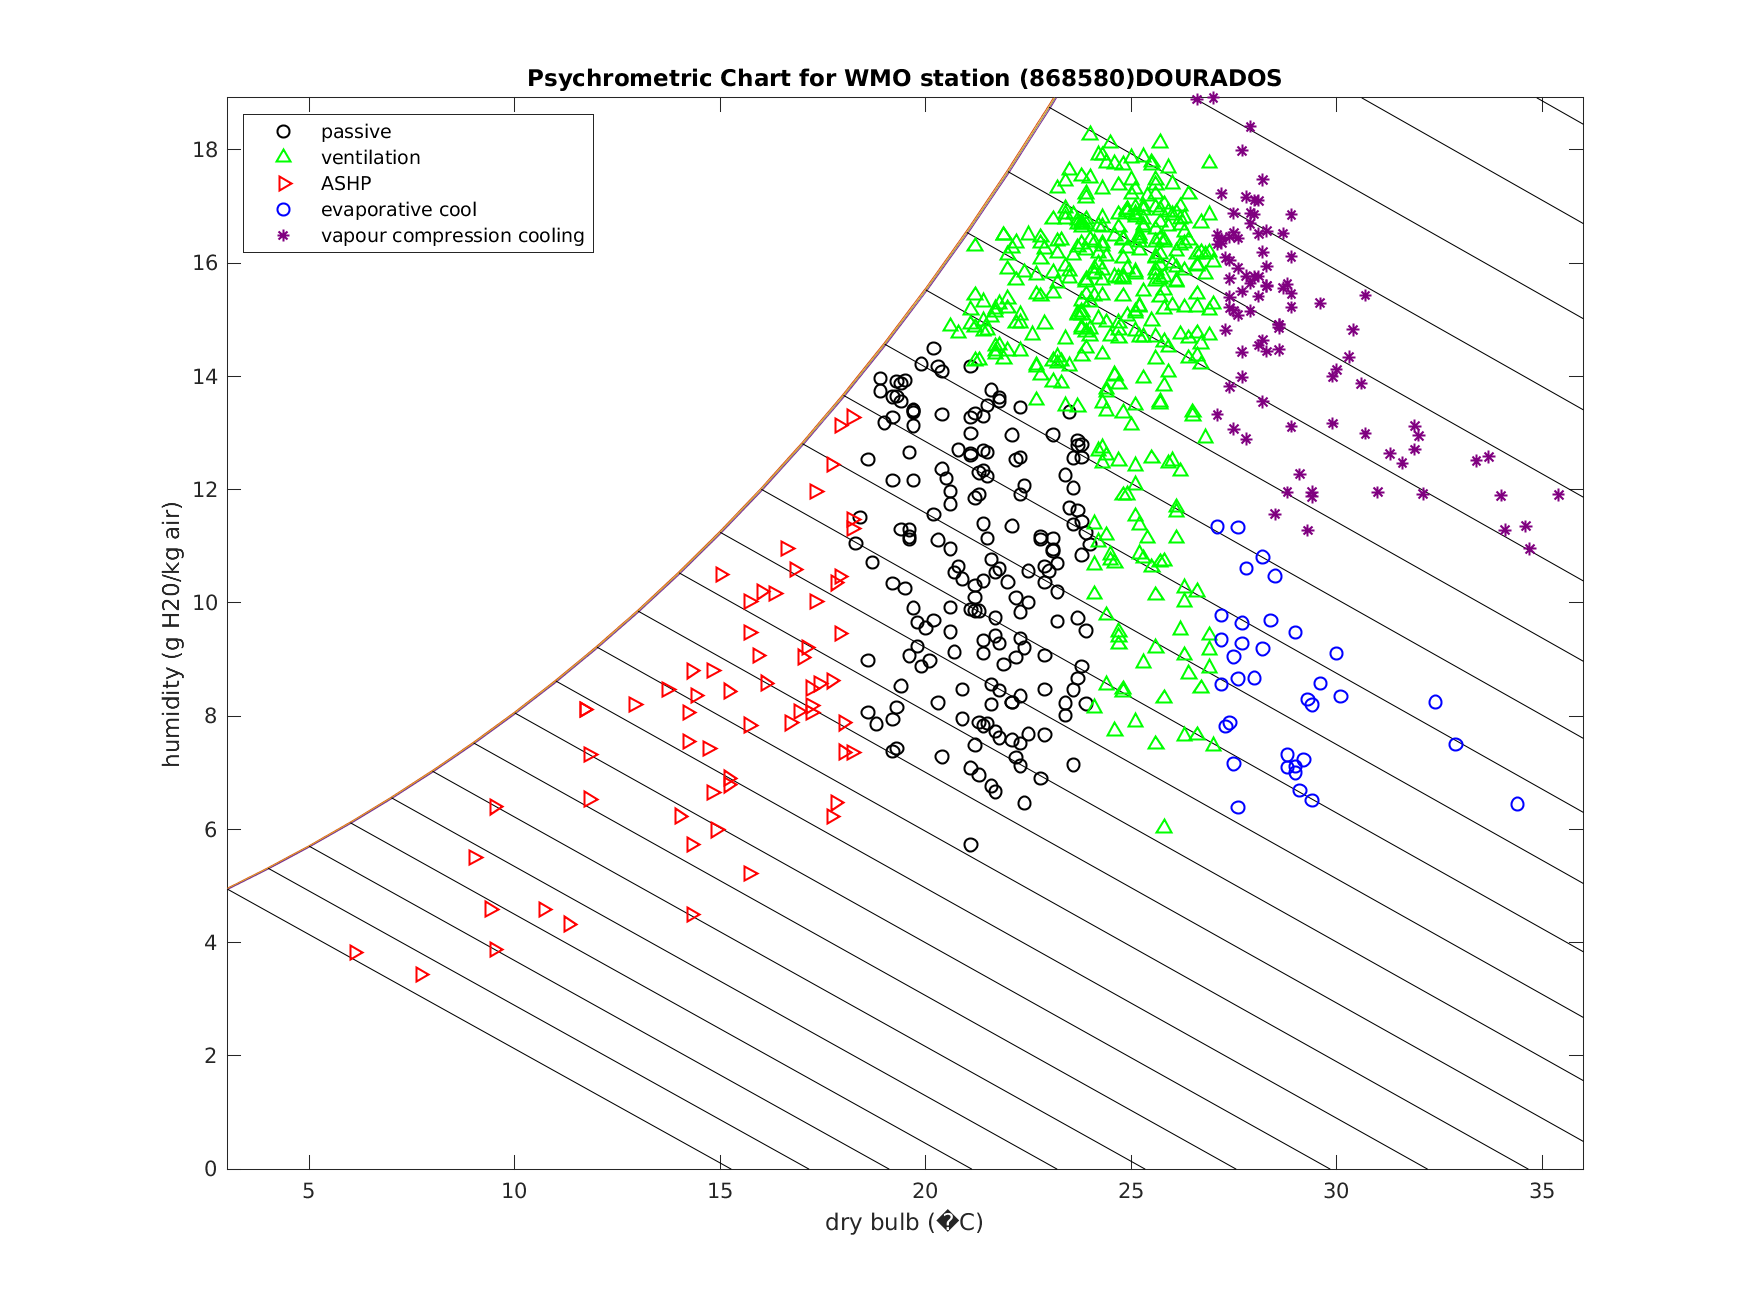 Psychrometric Chart for WMO station (868580)DOURADOS
passive
ventilation
ASHP
evaporative cool
vapour compression cooling
humidity (g H20/kg air)
18
16
14
12
10
8
6
4
2
0
5 10 15 20 25 30 35
dry bulb (�C)